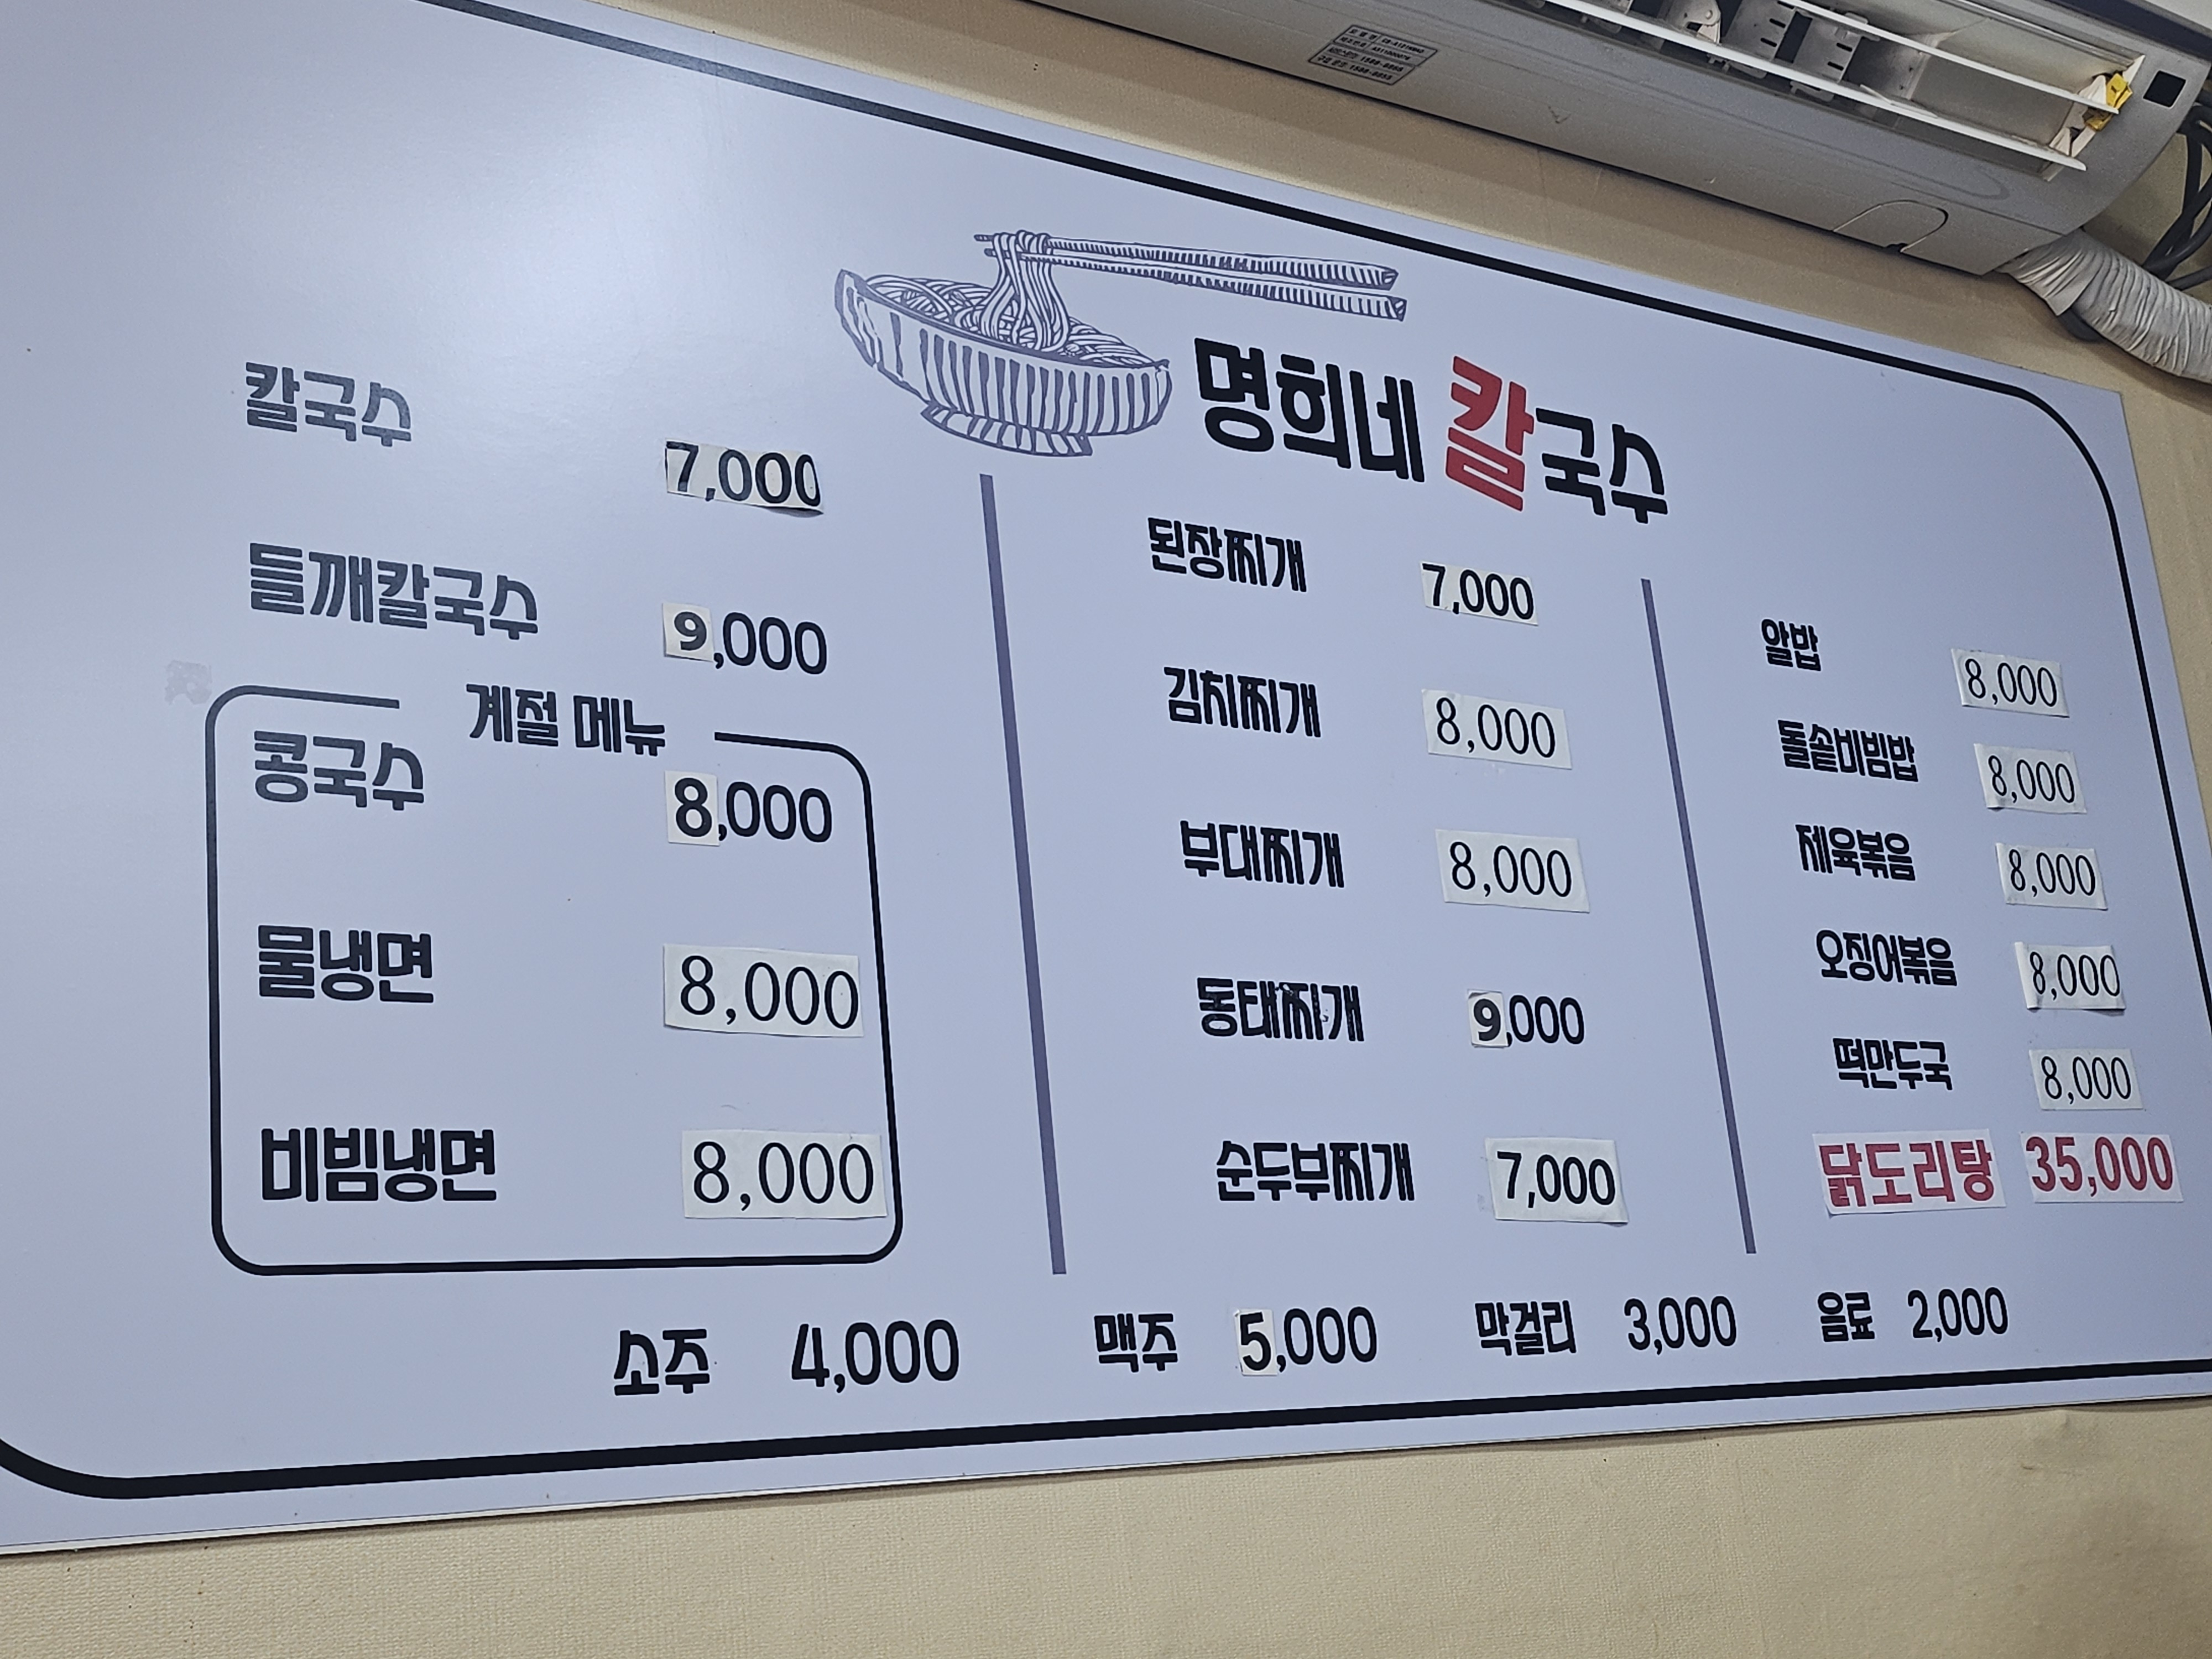 명희네 칼국수
칼국수 7,000
들깨칼국수 9,000
계절 메뉴
콩국수 8,000
물냉면 8,000
비빔냉면 8,000
된장찌개 7,000
김치찌개 8,000
부대찌개 8,000
동태찌개 9,000
순두부찌개 7,000
알밥 8,000
돌솥비빔밥 8,000
제육볶음 8,000
오징어볶음 8,000
떡만두국 8,000
닭도리탕 35,000
소주 4,000 맥주 5,000 막걸리 3,000 음료 2,000